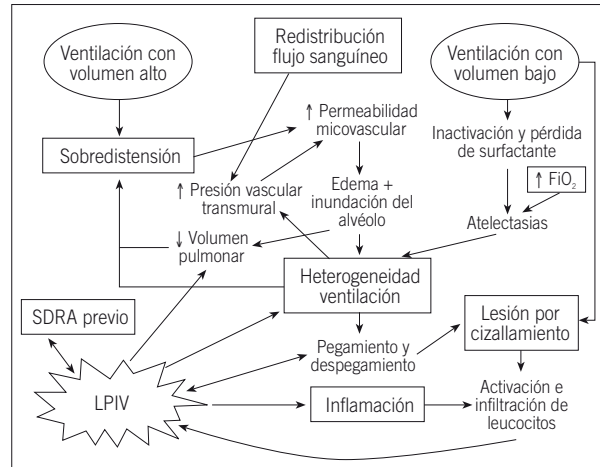 Ventilación con
volumen alto
Redistribución
flujo sanguíneo
Ventilación con
volumen bajo
↑ Permeabilidad
micovascular
Inactivación y pérdida
de surfactante
Sobredistensión
↑ FiO₂
↑ Presión vascular
transmural
Edema +
inundación del
alvéolo
Atelectasias
↓ Volumen
pulmonar
Heterogeneidad
ventilación
SDRA previo
Lesión por
cizallamiento
Pegamiento y
despegamiento
LPIV
Inflamación
Activación e
infiltración de
leucocitos